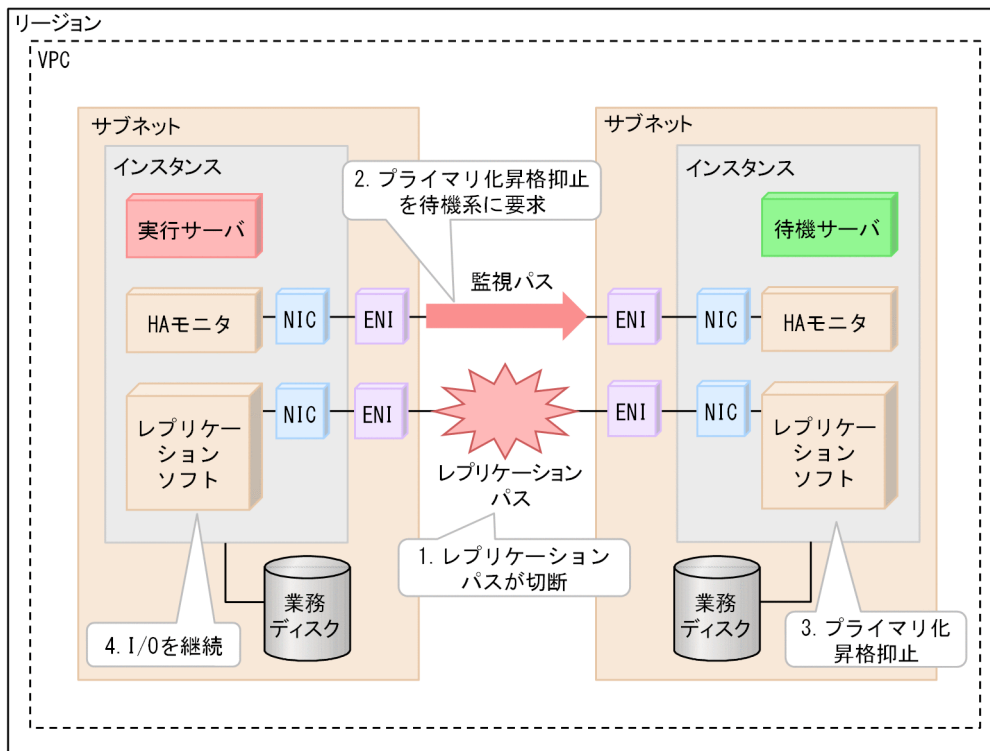 リージョン
VPC
サブネット
インスタンス
実行サーバ
HAモニタ
NIC
ENI
レプリケー
ション
ソフト
NIC
ENI
業務
ディスク
4. I/Oを継続
2. プライマリ化昇格抑止
を待機系に要求
監視パス
レプリケーション
パス
1. レプリケーション
パスが切断
サブネット
インスタンス
待機サーバ
ENI
NIC
HAモニタ
ENI
NIC
レプリケー
ション
ソフト
業務
ディスク
3. プライマリ化
昇格抑止